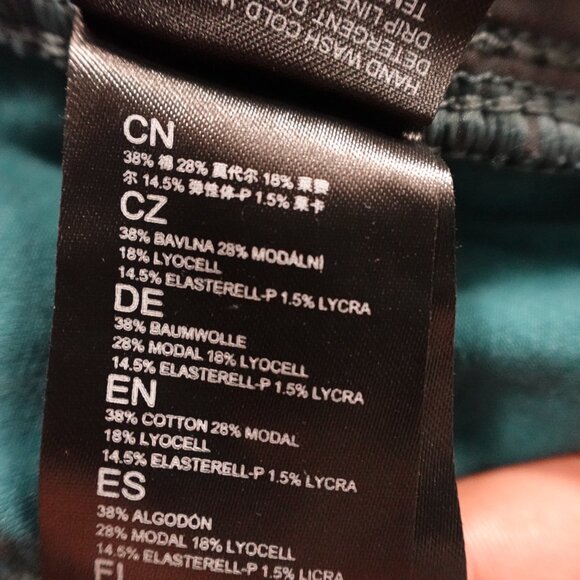 HAND WASH COLD
DETERGENT DO
DRIP LINE
CN
38% 棉 28% 莫代尔 18% 莱赛
尔 14.5% 弹性体-P 1.5% 莱卡
CZ
38% BAVLNA 28% MODÁLNÍ
18% LYOCELL
14.5% ELASTERELL-P 1.5% LYCRA
DE
38% BAUMWOLLE
28% MODAL 18% LYOCELL
14.5% ELASTERELL-P 1.5% LYCRA
EN
38% COTTON 28% MODAL
18% LYOCELL
14.5% ELASTERELL-P 1.5% LYCRA
ES
38% ALGODÓN
28% MODAL 18% LYOCELL
14.5% ELASTERELL-P 1.5% LICRA